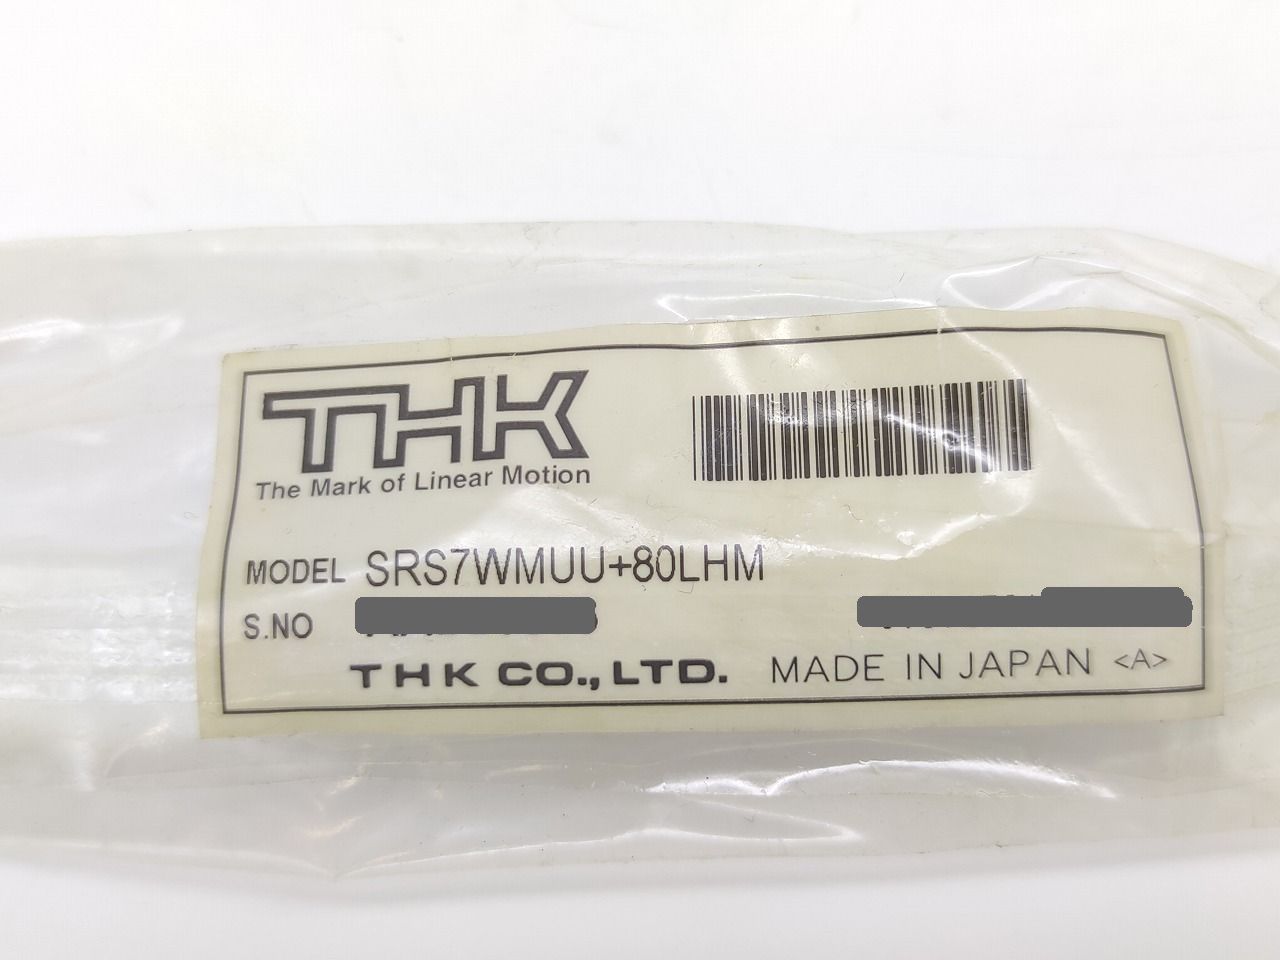 THK
The Mark of Linear Motion
MODEL SRS7WMUU+80LHM
S.NO
THK CO.,LTD. MADE IN JAPAN <A>